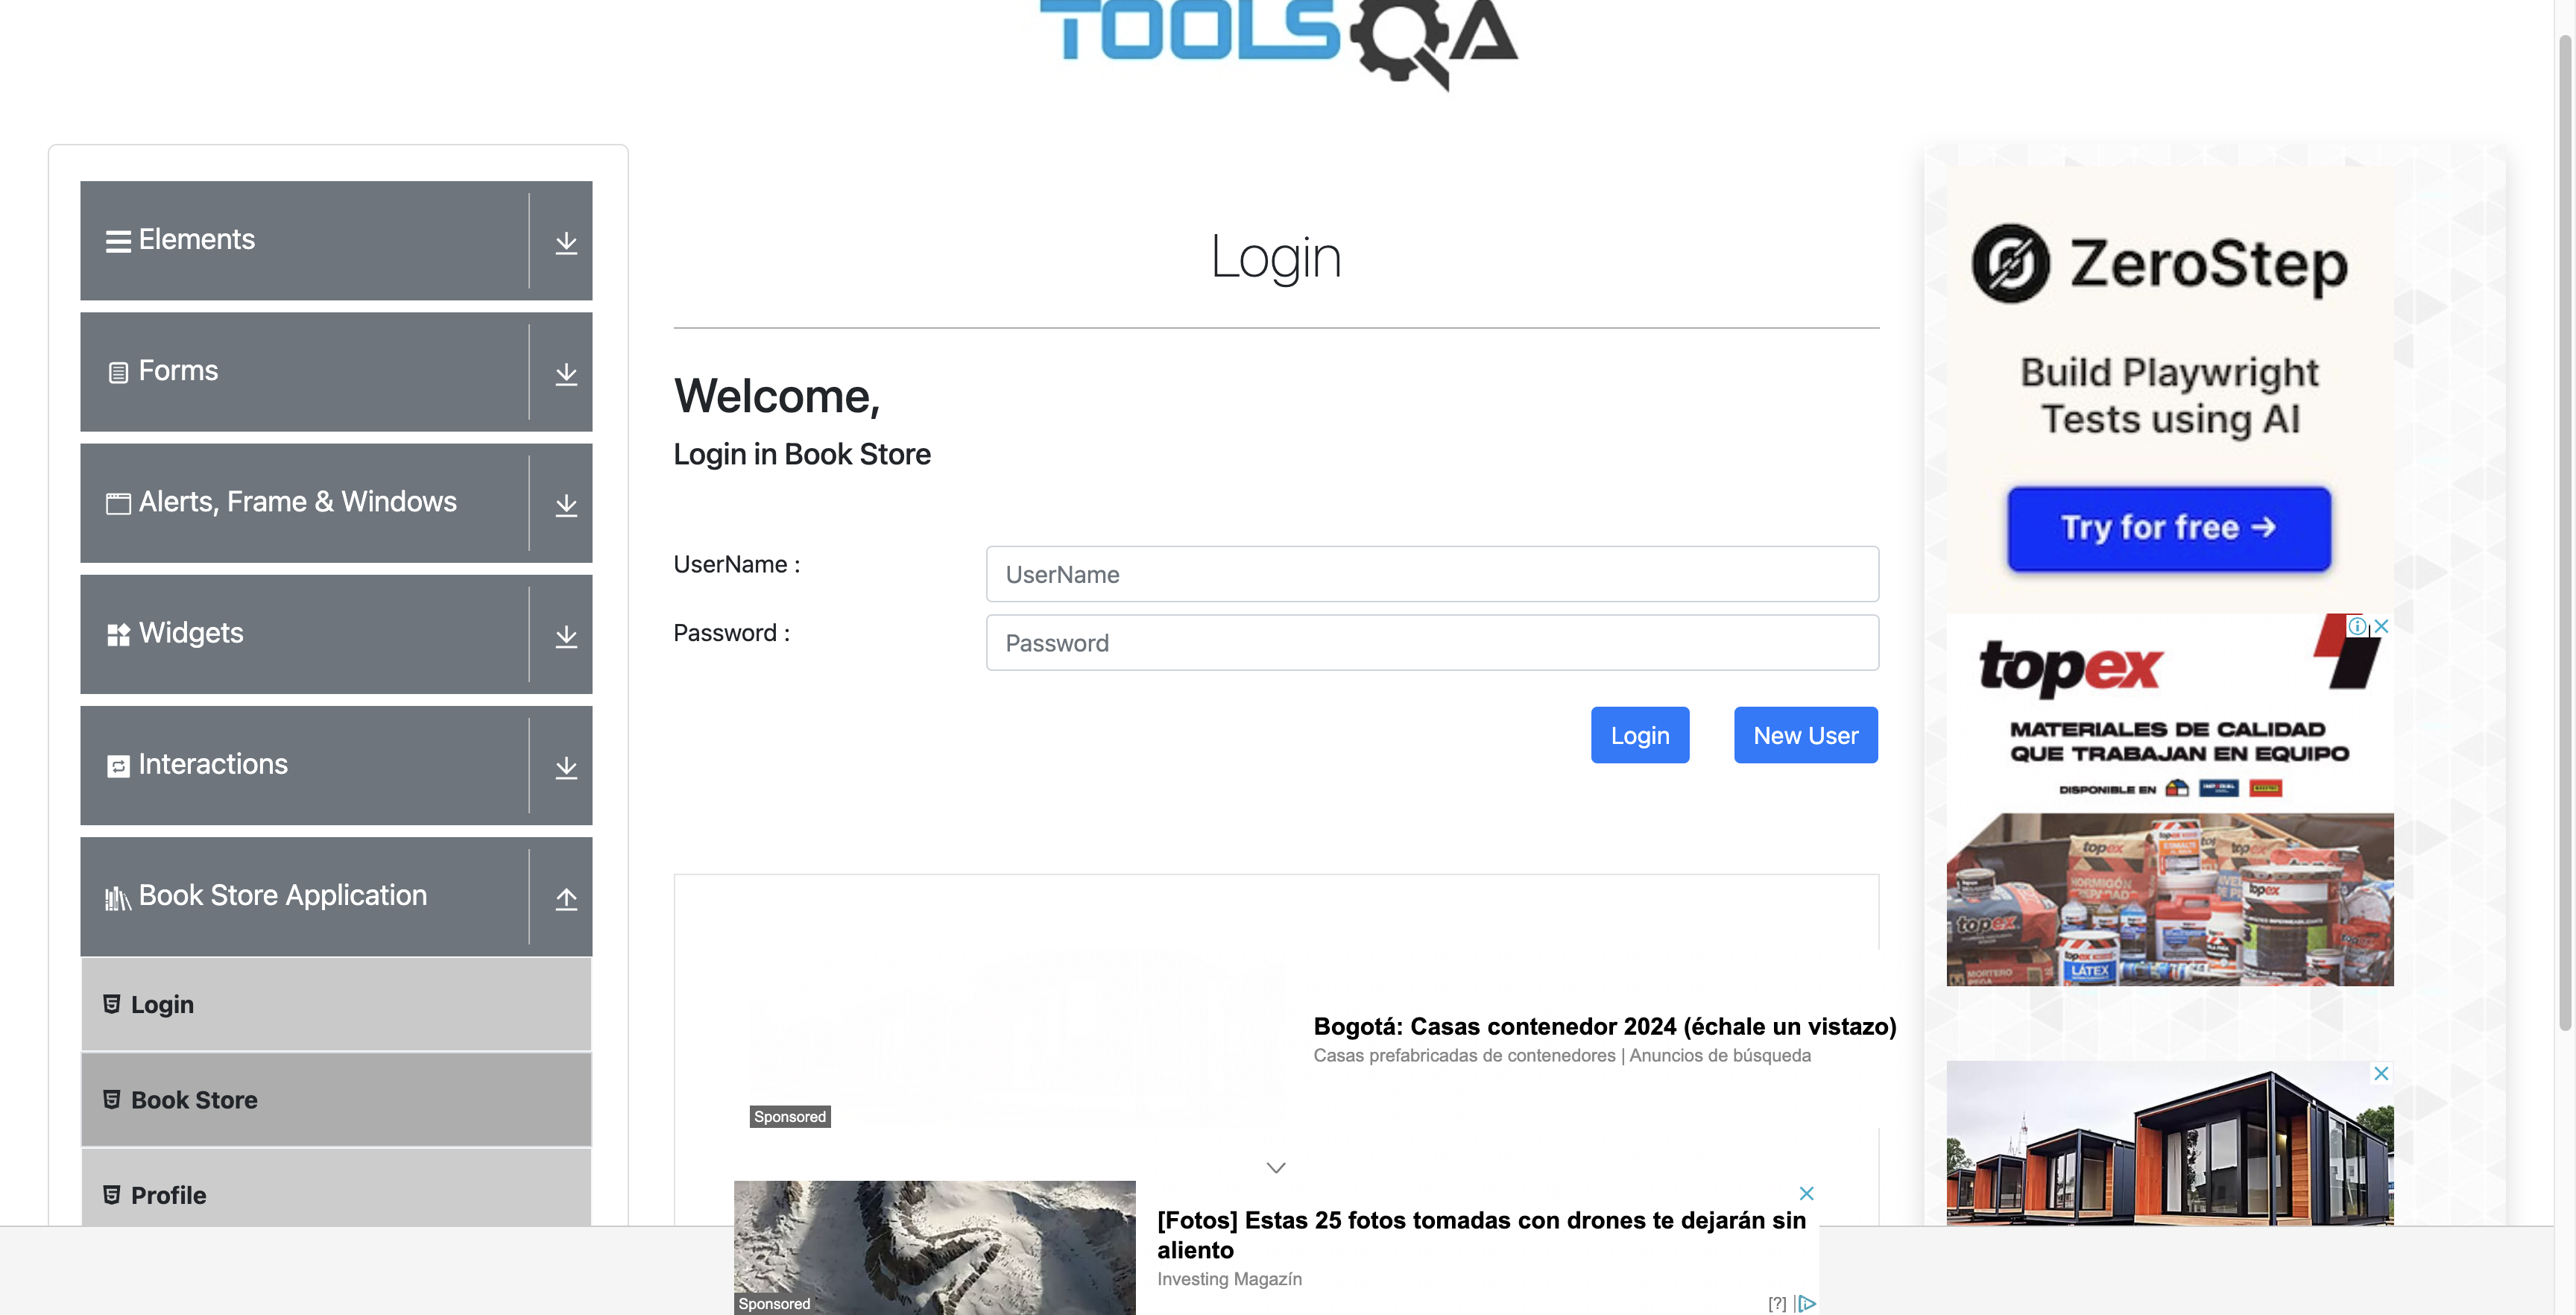 TOOLSQA
Elements
Forms
Alerts, Frame & Windows
Widgets
Interactions
Book Store Application
Login
Book Store
Profile
Login
Welcome,
Login in Book Store
UserName :
UserName
Password :
Password
Login
New User
Bogotá: Casas contenedor 2024 (échale un vistazo)
Casas prefabricadas de contenedores | Anuncios de búsqueda
Sponsored
[Fotos] Estas 25 fotos tomadas con drones te dejarán sin
aliento
Investing Magazín
Sponsored
[?]
ZeroStep
Build Playwright
Tests using AI
Try for free →
topex
MATERIALES DE CALIDAD
QUE TRABAJAN EN EQUIPO
DISPONIBLE EN
topex
topex
topex
LÁTEX
MORTERO